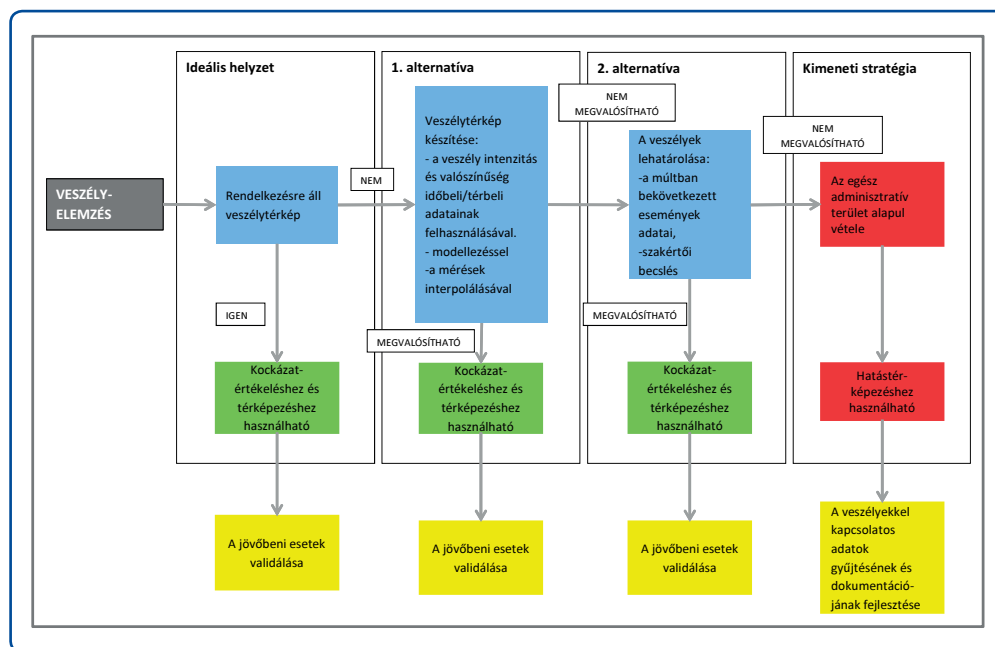 Ideális helyzet
1. alternatíva
2. alternatíva
Kimeneti stratégia
VESZÉLY-
ELEMZÉS
Rendelkezésre áll
veszélytérkép
NEM
Veszélytérkép
készítése:
- a veszély intenzitás
és valószínűség
időbeli/térbeli
adatainak
felhasználásával.
- modellezéssel
-a mérések
interpolálásával
NEM
MEGVALÓSÍTHATÓ
A veszélyek
lehatárolása:
-a múltban
bekövetkezett
események
adatai,
-szakértői
becslés
NEM
MEGVALÓSÍTHATÓ
Az egész
adminisztratív
terület alapul
vétele
IGEN
MEGVALÓSÍTHATÓ
MEGVALÓSÍTHATÓ
Kockázat-
értékeléshez és
térképezéshez
használható
Kockázat-
értékeléshez és
térképezéshez
használható
Kockázat-
értékeléshez és
térképezéshez
használható
Hatástér-
képezéshez
használható
A jövőbeni esetek
validálása
A jövőbeni esetek
validálása
A jövőbeni esetek
validálása
A veszélyekkel
kapcsolatos
adatok
gyűjtésének és
dokumentáció-
jának fejlesztése